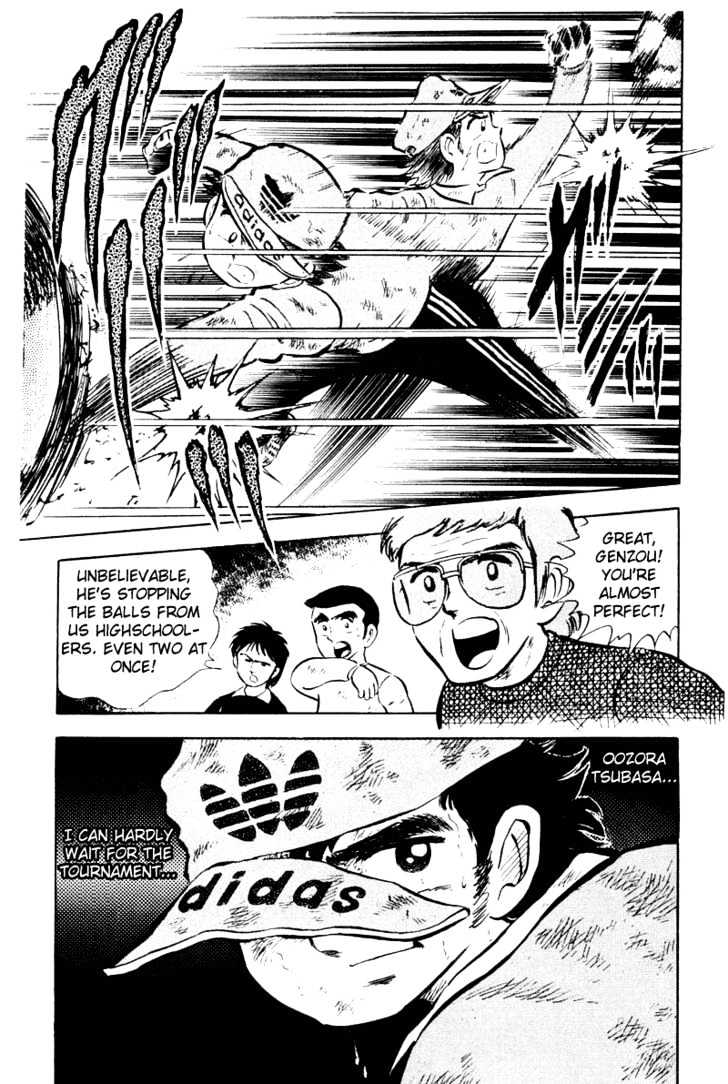 adidas
GREAT,
GENZOU!
YOU'RE
ALMOST
PERFECT!
UNBELIEVABLE,
HE'S STOPPING
THE BALLS FROM
US HIGHSCHOOL-
ERS. EVEN TWO AT
ONCE!
OOZORA
TSUBASA...
I CAN HARDLY
WAIT FOR THE
TOURNAMENT...
didas